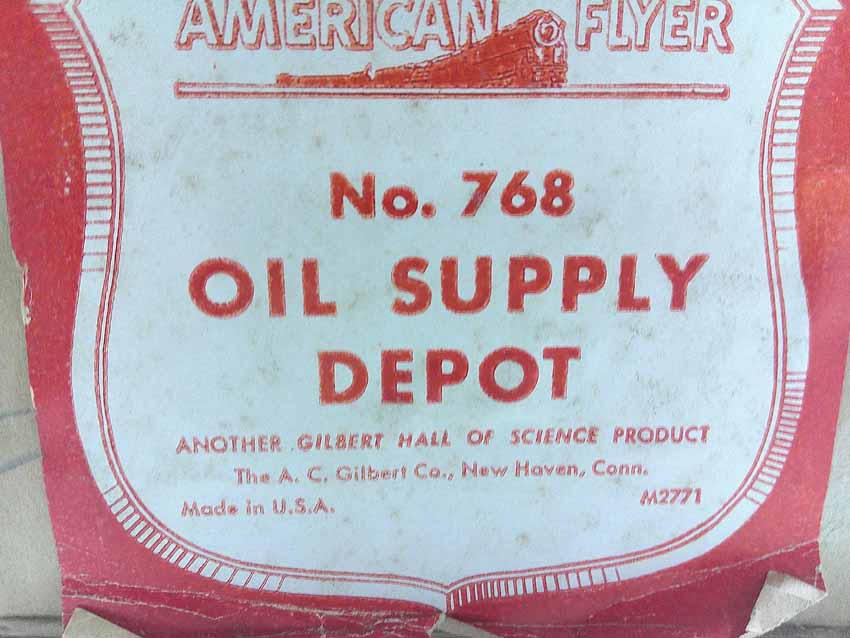 AMERICAN FLYER
No. 768
OIL SUPPLY
DEPOT
ANOTHER GILBERT HALL OF SCIENCE PRODUCT
The A. C. Gilbert Co., New Haven, Conn.
Made in U.S.A. M2771